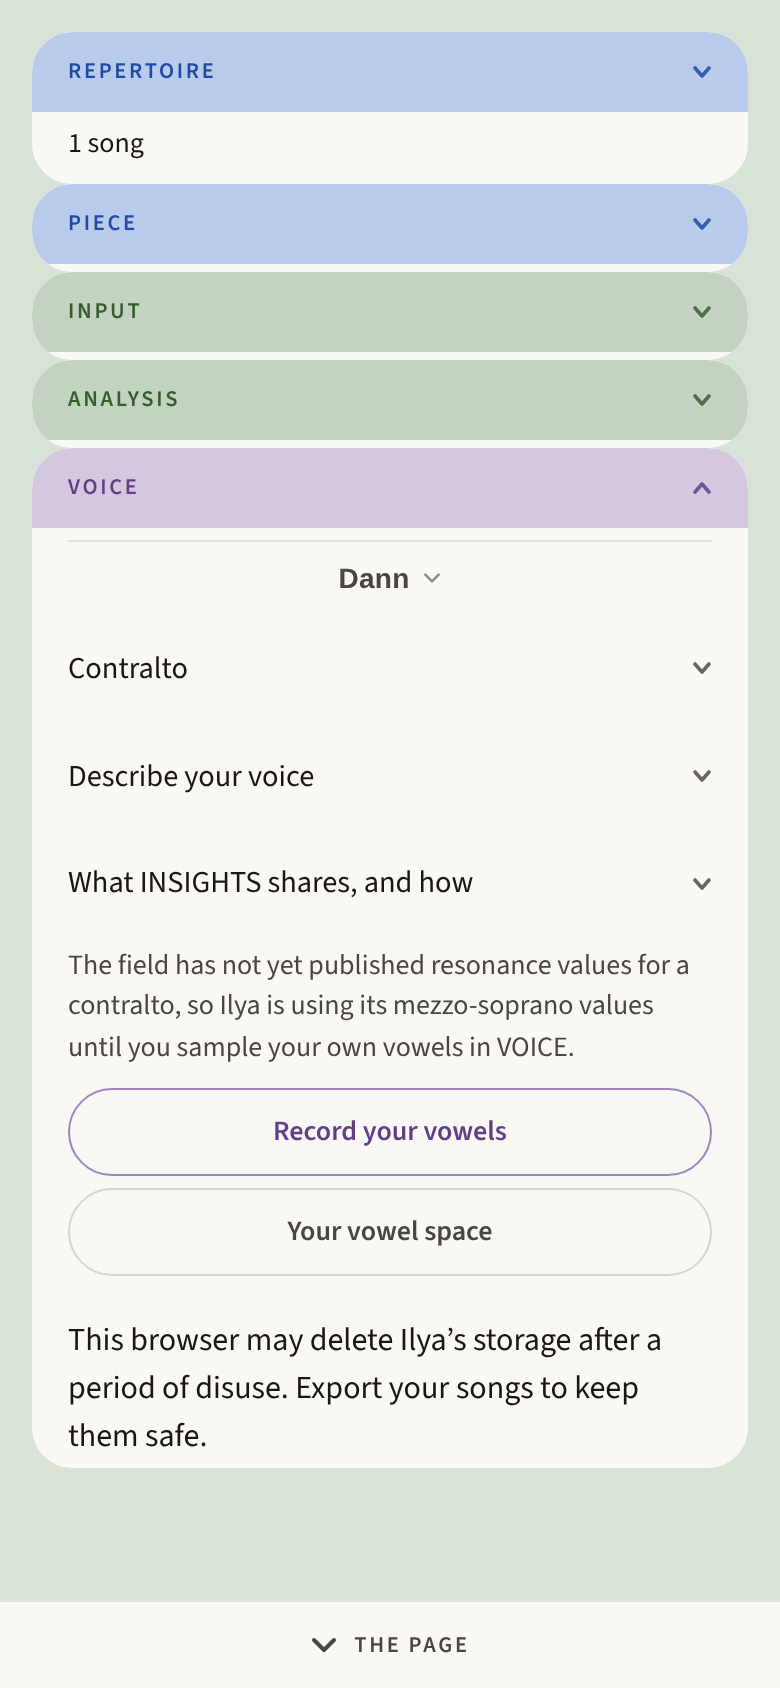 REPERTOIRE
1 song
PIECE
INPUT
ANALYSIS
VOICE
Dann
Contralto
Describe your voice
What INSIGHTS shares, and how
The field has not yet published resonance values for a
contralto, so Ilya is using its mezzo-soprano values
until you sample your own vowels in VOICE.
Record your vowels
Your vowel space
This browser may delete Ilya’s storage after a
period of disuse. Export your songs to keep
them safe.
THE PAGE